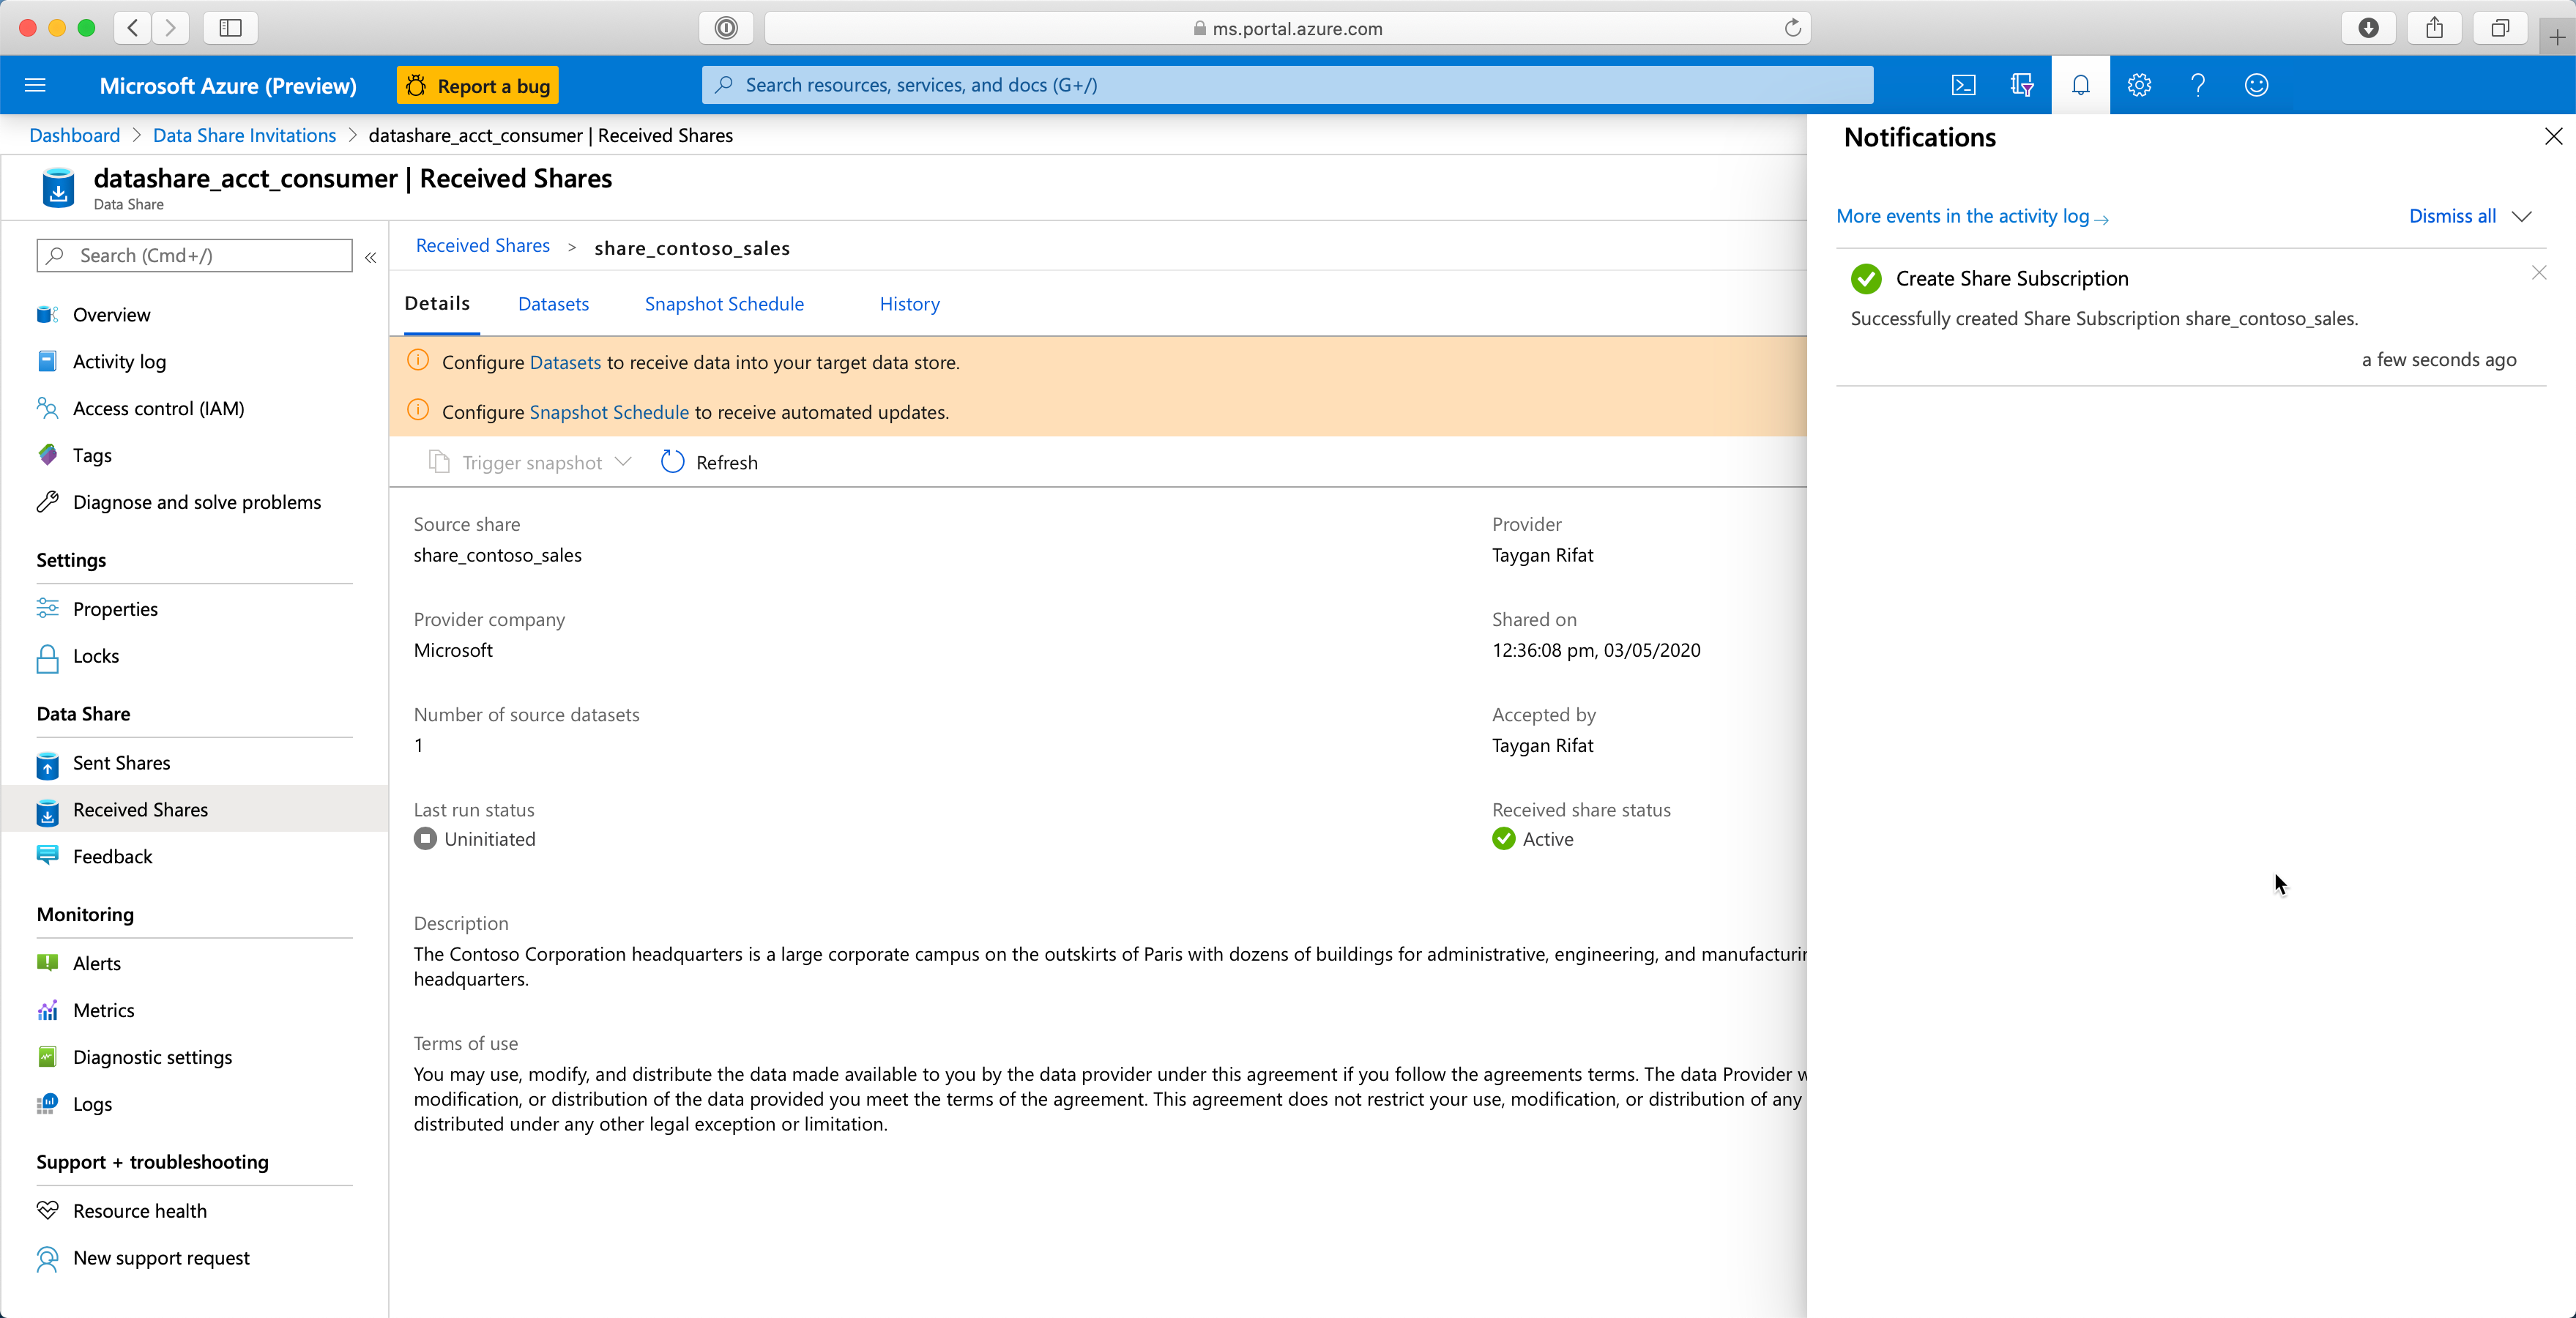 ms.portal.azure.com
Microsoft Azure (Preview)
Report a bug
Search resources, services, and docs (G+/)
Dashboard > Data Share Invitations > datashare_acct_consumer | Received Shares
datashare_acct_consumer | Received Shares
Data Share
Search (Cmd+/)
«
Overview
Activity log
Access control (IAM)
Tags
Diagnose and solve problems
Settings
Properties
Locks
Data Share
Sent Shares
Received Shares
Feedback
Monitoring
Alerts
Metrics
Diagnostic settings
Logs
Support + troubleshooting
Resource health
New support request
Received Shares > share_contoso_sales
Details Datasets Snapshot Schedule History
Configure Datasets to receive data into your target data store.
Configure Snapshot Schedule to receive automated updates.
Trigger snapshot Refresh
Source share
share_contoso_sales
Provider
Taygan Rifat
Provider company
Microsoft
Shared on
12:36:08 pm, 03/05/2020
Number of source datasets
1
Accepted by
Taygan Rifat
Last run status
Uninitiated
Received share status
Active
Description
The Contoso Corporation headquarters is a large corporate campus on the outskirts of Paris with dozens of buildings for administrative, engineering, and
headquarters.
Terms of use
You may use, modify, and distribute the data made available to you by the data provider under this agreement if you follow the agreements terms. The data Provider
modification, or distribution of the data provided you meet the terms of the agreement. This agreement does not restrict your use, modification, or distribution of any
distributed under any other legal exception or limitation.
Notifications
More events in the activity log →
Dismiss all
Create Share Subscription
Successfully created Share Subscription share_contoso_sales.
a few seconds ago